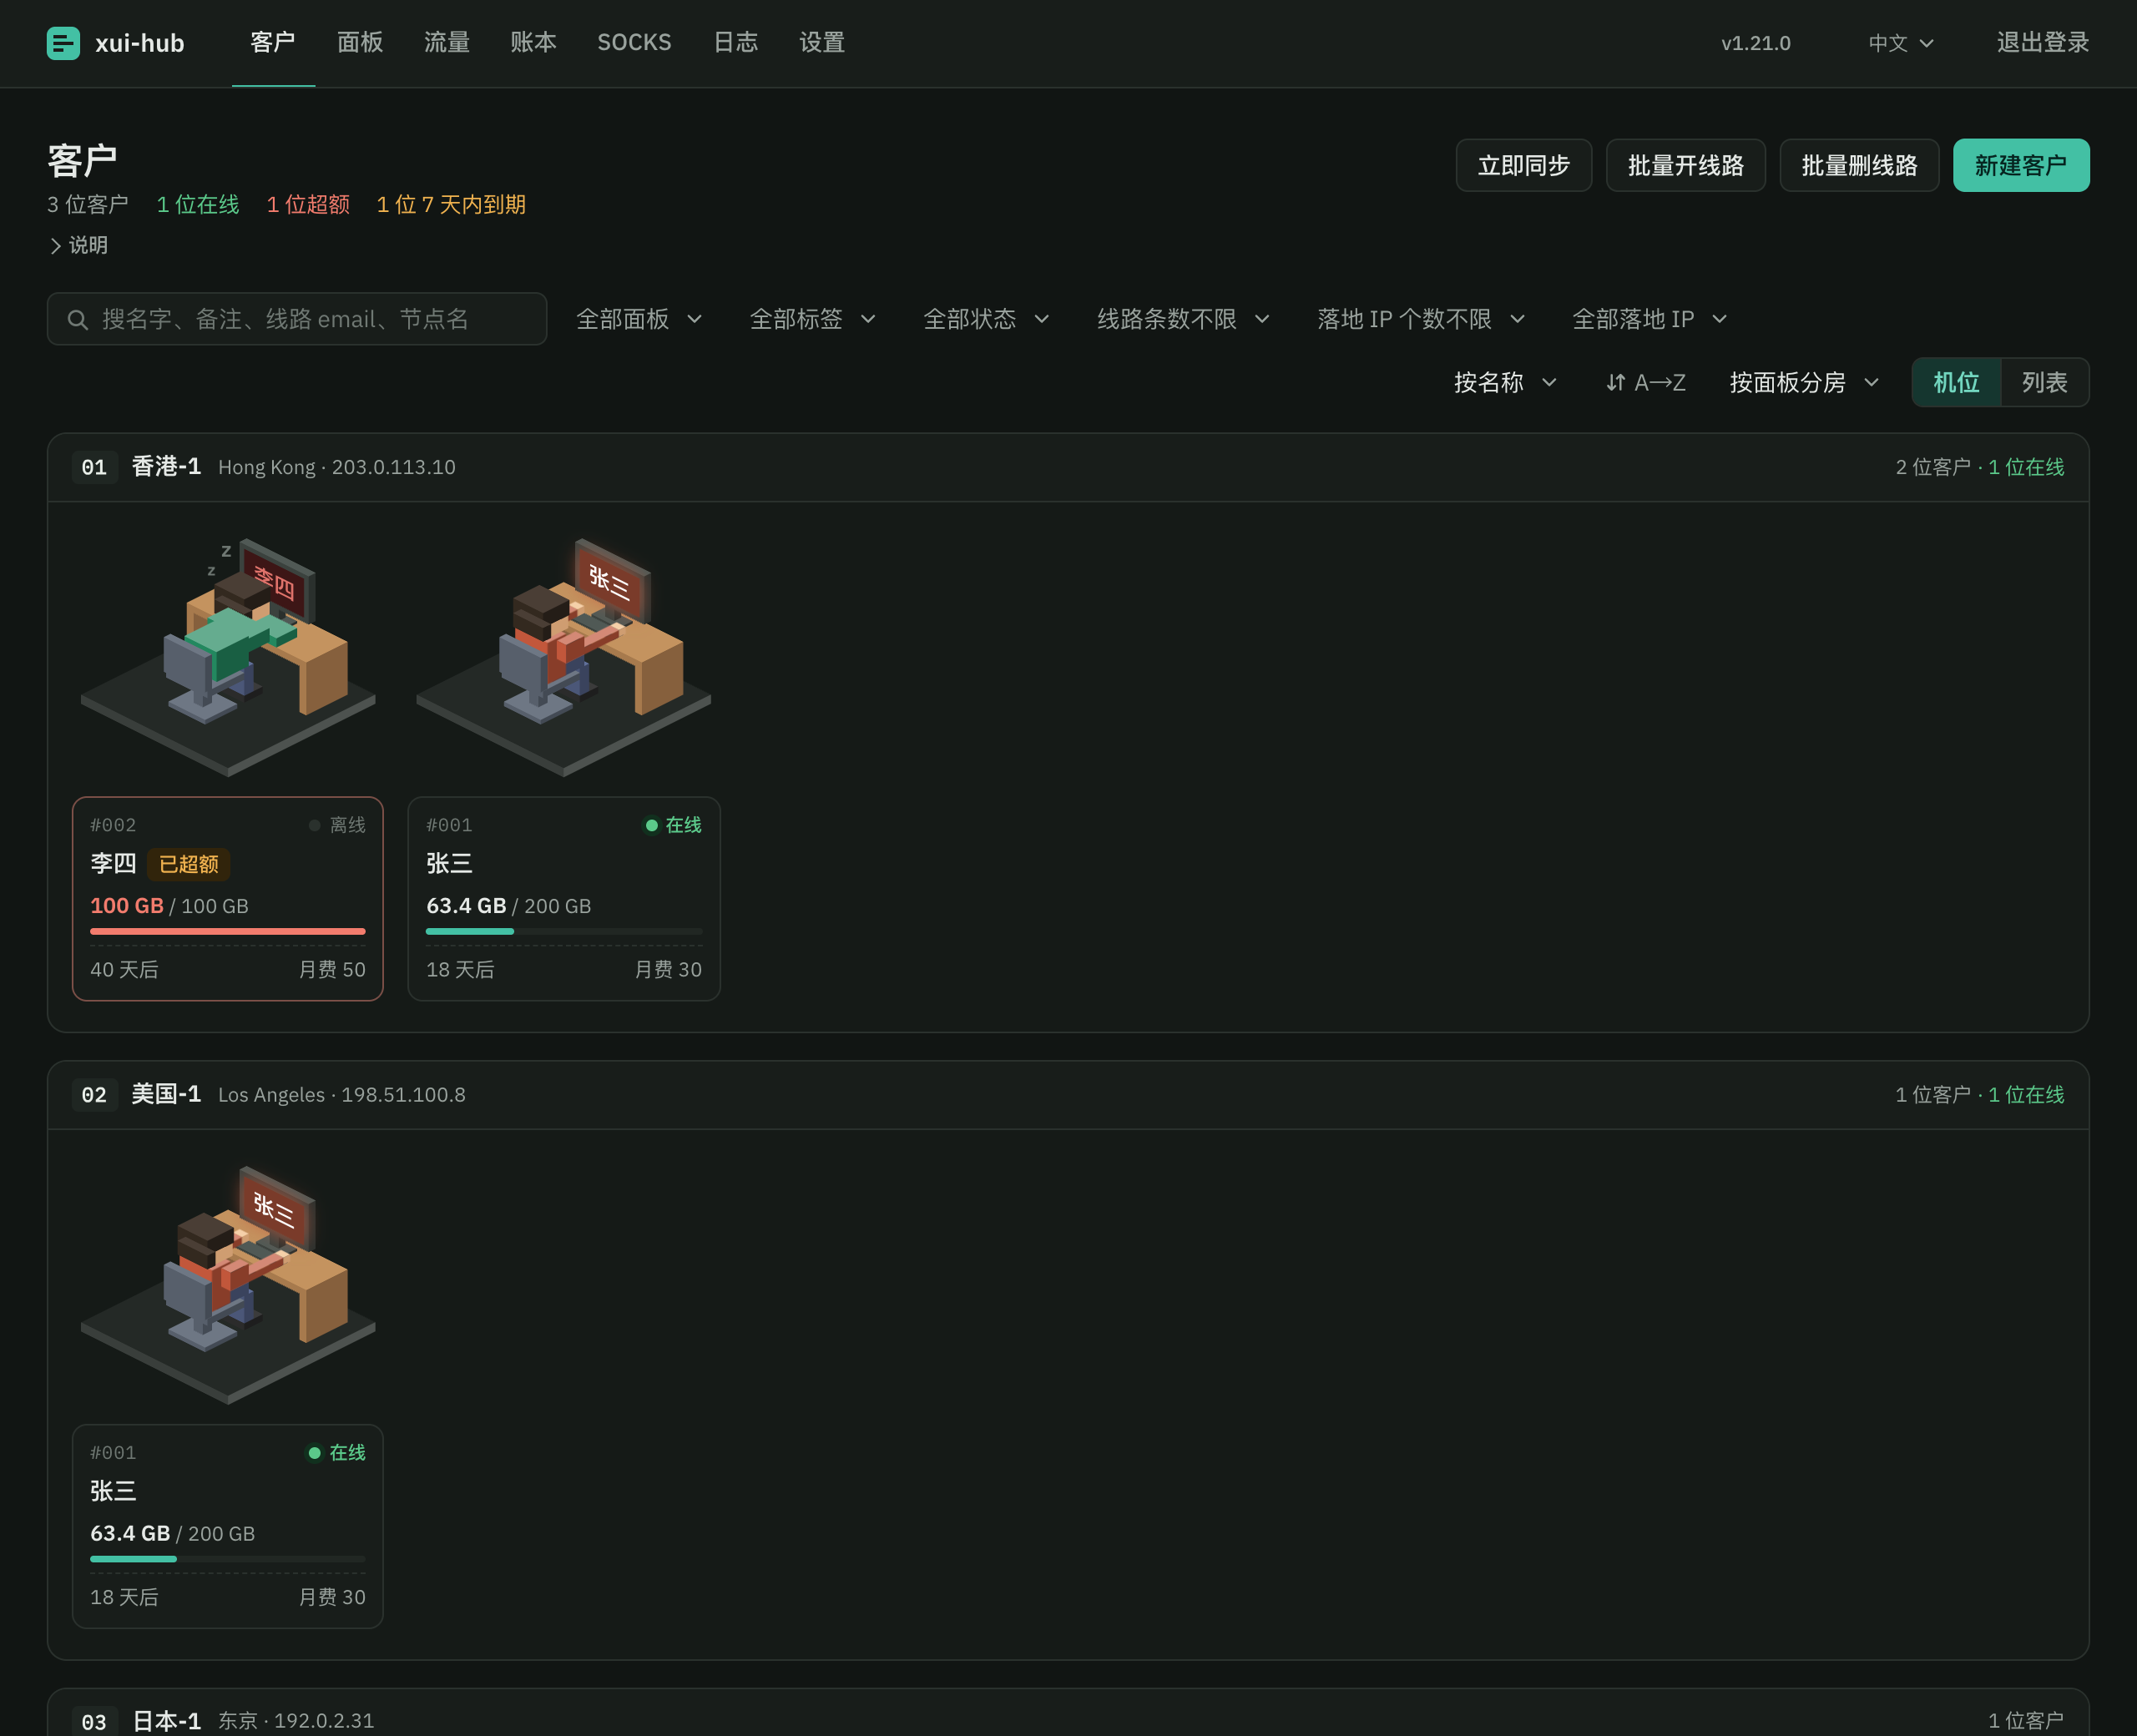 xui-hub 客户 面板 流量 账本 SOCKS 日志 设置 v1.21.0 中文 退出登录
客户
立即同步 批量开线路 批量删线路 新建客户
3 位客户 1 位在线 1 位超额 1 位 7 天内到期
说明
搜名字、备注、线路 email、节点名 全部面板 全部标签 全部状态 线路条数不限 落地 IP 个数不限 全部落地 IP
按名称 A→Z 按面板分房 机位 列表
01 香港-1 Hong Kong · 203.0.113.10 2 位客户 · 1 位在线
z
z
李四
张三
#002 离线
李四 已超额
100 GB / 100 GB
40 天后 月费 50
#001 在线
张三
63.4 GB / 200 GB
18 天后 月费 30
02 美国-1 Los Angeles · 198.51.100.8 1 位客户 · 1 位在线
张三
#001 在线
张三
63.4 GB / 200 GB
18 天后 月费 30
03 日本-1 东京 · 192.0.2.31 1 位客户